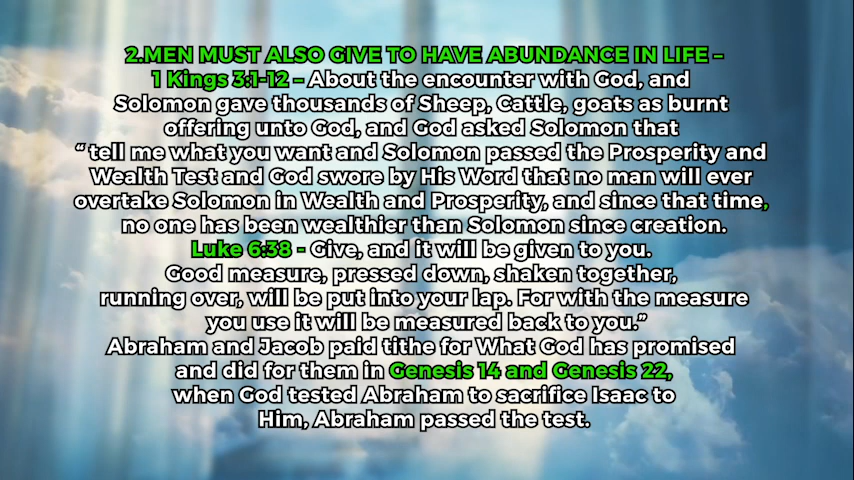 2.MEN MUST ALSO GIVE TO HAVE ABUNDANCE IN LIFE –
1 Kings 3:1-12 – About the encounter with God, and
Solomon gave thousands of Sheep, Cattle, goats as burnt
offering unto God, and God asked Solomon that
“ tell me what you want and Solomon passed the Prosperity and
Wealth Test and God swore by His Word that no man will ever
overtake Solomon in Wealth and Prosperity, and since that time,
no one has been wealthier than Solomon since creation.
Luke 6:38 - Give, and it will be given to you.
Good measure, pressed down, shaken together,
running over, will be put into your lap. For with the measure
you use it will be measured back to you.”
Abraham and Jacob paid tithe for What God has promised
and did for them in Genesis 14 and Genesis 22,
when God tested Abraham to sacrifice Isaac to
Him, Abraham passed the test.